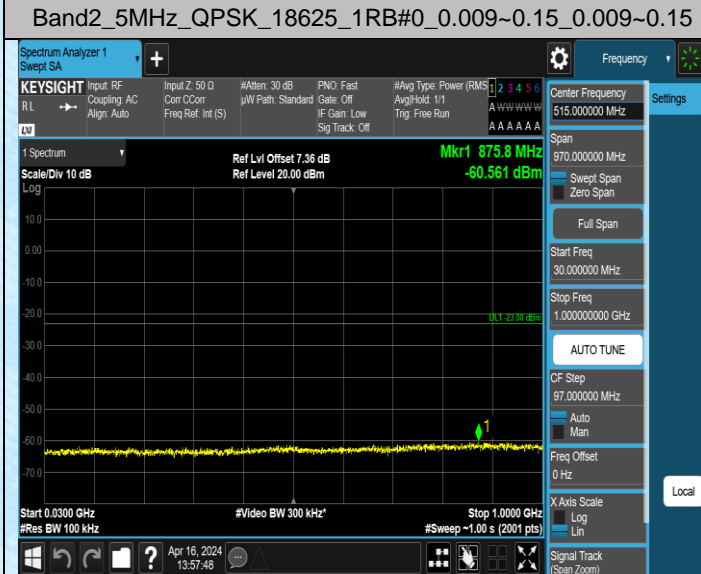 Band2_5MHz_QPSK_18625_1RB#0_0.009~0.15_0.009~0.15
Spectrum Analyzer 1
Swept SA
+
Frequency
KEYSIGHT
RL
LXI
Input: RF
Coupling: AC
Align: Auto
Input Z: 50 Ω
Corr CCorr
Freq Ref: Int (S)
#Atten: 30 dB
µW Path: Standard
PNO: Fast
Gate: Off
IF Gain: Low
Sig Track: Off
#Avg Type: Power (RMS
Avg|Hold: 1/1
Trig: Free Run
1 2 3 4 5 6
A W W W W W
A A A A A A
1 Spectrum
Scale/Div 10 dB
Ref Lvl Offset 7.36 dB
Ref Level 20.00 dBm
Mkr1 875.8 MHz
-60.561 dBm
Log
10.0
0.00
-10.0
-20.0
-30.0
-40.0
-50.0
-60.0
-70.0
DL1 -23.00 dBm
1
Start 0.0300 GHz
#Res BW 100 kHz
#Video BW 300 kHz*
Stop 1.0000 GHz
#Sweep ~1.00 s (2001 pts)
Center Frequency
515.000000 MHz
Settings
Span
970.000000 MHz
Swept Span
Zero Span
Full Span
Start Freq
30.000000 MHz
Stop Freq
1.000000000 GHz
AUTO TUNE
CF Step
97.000000 MHz
Auto
Man
Freq Offset
0 Hz
X Axis Scale
Log
Lin
Local
Signal Track
(Span Zoom)
?
Apr 16, 2024
13:57:48